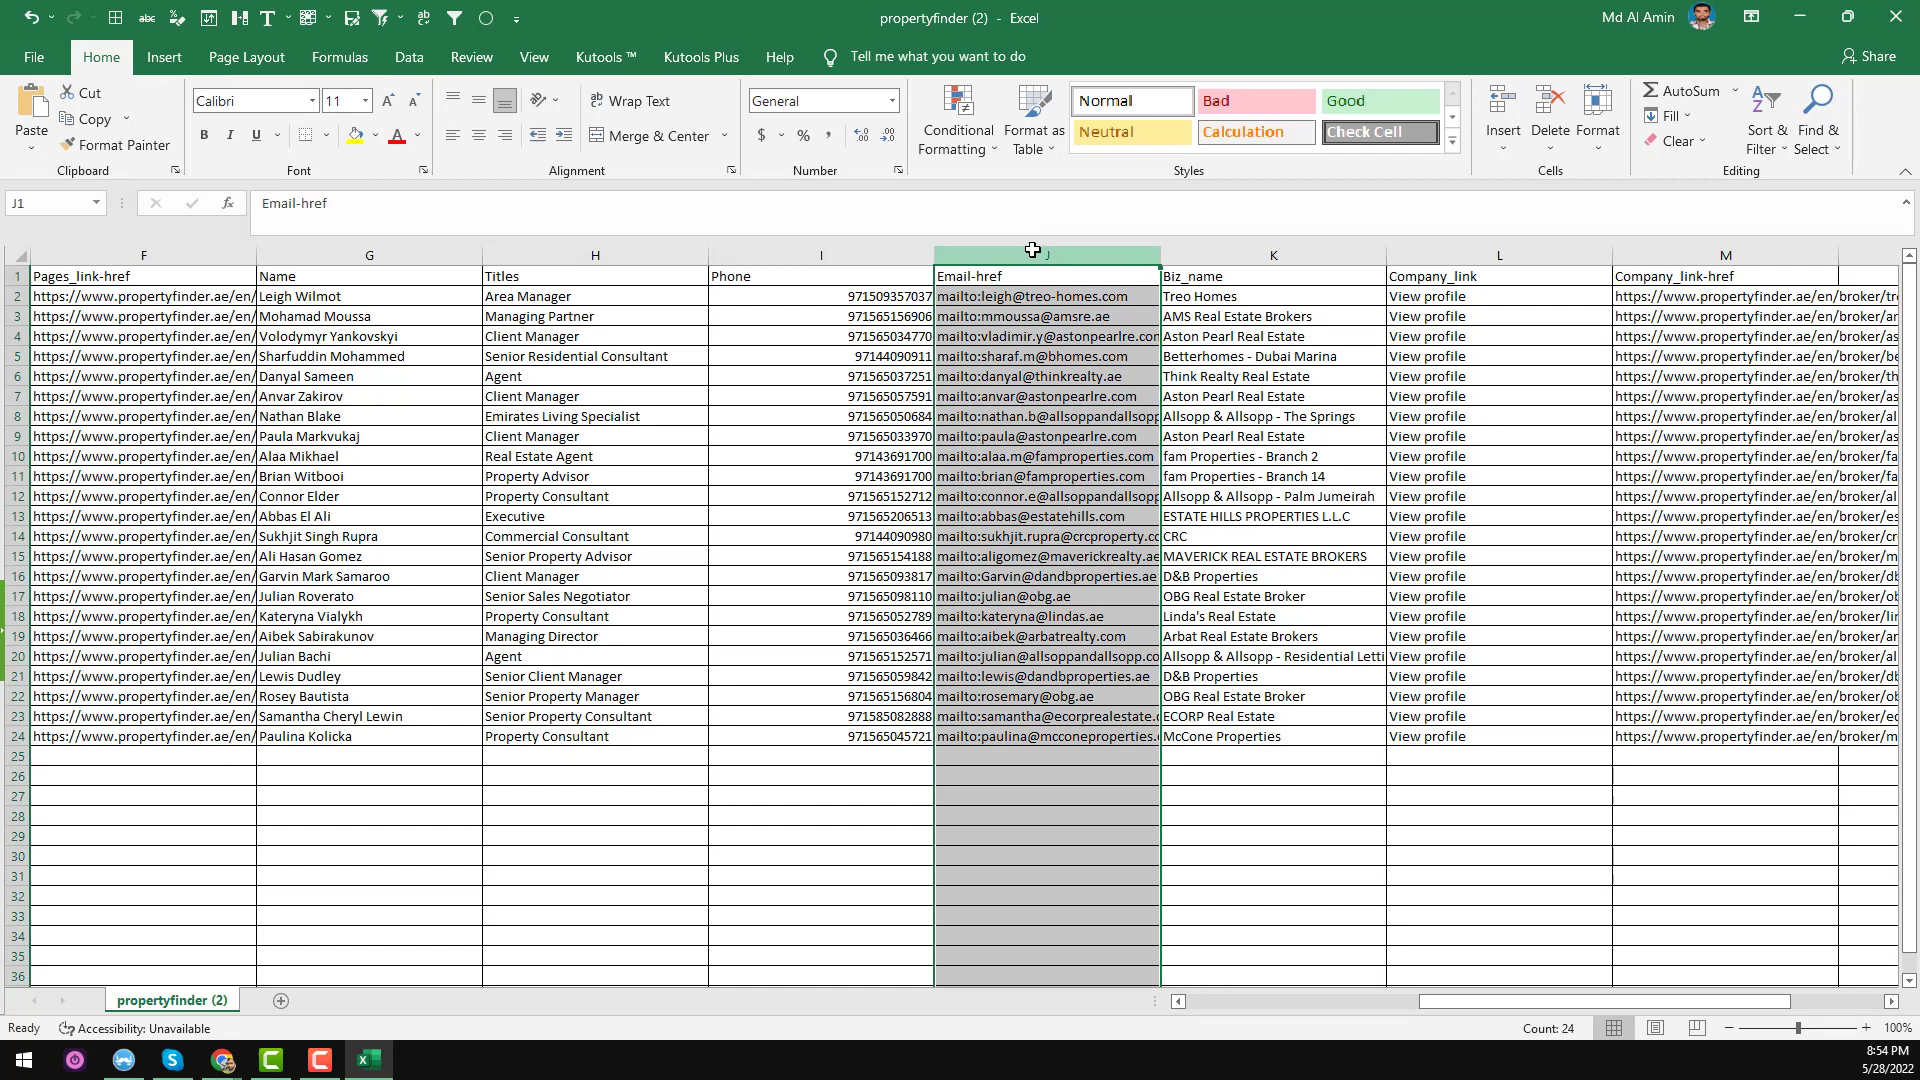 propertyfinder (2) - Excel
Md Al Amin
File Home Insert Page Layout Formulas Data Review View Kutools ™ Kutools Plus Help Tell me what you want to do Share
Paste Cut Copy Format Painter Clipboard
Calibri 11 B I U A Font
Wrap Text Merge & Center Alignment
General $ % , Number
Conditional Formatting Format as Table
Normal Bad Good
Neutral Calculation Check Cell
Styles
Insert Delete Format Cells
AutoSum Fill Clear Sort & Filter Find & Select Editing
J1 fx Email-href
F G H I J K L M
1 Pages_link-href Name Titles Phone Email-href Biz_name Company_link Company_link-href
2 https://www.propertyfinder.ae/en/ Leigh Wilmot Area Manager 971509357037 mailto:leigh@treo-homes.com Treo Homes View profile https://www.propertyfinder.ae/en/broker/tre
3 https://www.propertyfinder.ae/en/ Mohamad Moussa Managing Partner 971565156906 mailto:mmoussa@amsre.ae AMS Real Estate Brokers View profile https://www.propertyfinder.ae/en/broker/am
4 https://www.propertyfinder.ae/en/ Volodymyr Yankovskyi Client Manager 971565034770 mailto:vladimir.y@astonpearlre.com Aston Pearl Real Estate View profile https://www.propertyfinder.ae/en/broker/as
5 https://www.propertyfinder.ae/en/ Sharfuddin Mohammed Senior Residential Consultant 97144090911 mailto:sharaf.m@bhomes.com Betterhomes - Dubai Marina View profile https://www.propertyfinder.ae/en/broker/be
6 https://www.propertyfinder.ae/en/ Danyal Sameen Agent 971565037251 mailto:danyal@thinkrealty.ae Think Realty Real Estate View profile https://www.propertyfinder.ae/en/broker/th
7 https://www.propertyfinder.ae/en/ Anvar Zakirov Client Manager 971565057591 mailto:anvar@astonpearlre.com Aston Pearl Real Estate View profile https://www.propertyfinder.ae/en/broker/as
8 https://www.propertyfinder.ae/en/ Nathan Blake Emirates Living Specialist 971565050684 mailto:nathan.b@allsoppandallsopp Allsopp & Allsopp - The Springs View profile https://www.propertyfinder.ae/en/broker/al
9 https://www.propertyfinder.ae/en/ Paula Markvukaj Client Manager 971565033970 mailto:paula@astonpearlre.com Aston Pearl Real Estate View profile https://www.propertyfinder.ae/en/broker/as
10 https://www.propertyfinder.ae/en/ Alaa Mikhael Real Estate Agent 97143691700 mailto:alaa.m@famproperties.com fam Properties - Branch 2 View profile https://www.propertyfinder.ae/en/broker/fa
11 https://www.propertyfinder.ae/en/ Brian Witbooi Property Advisor 97143691700 mailto:brian@famproperties.com fam Properties - Branch 14 View profile https://www.propertyfinder.ae/en/broker/fa
12 https://www.propertyfinder.ae/en/ Connor Elder Property Consultant 971565152712 mailto:connor.e@allsoppandallsopp Allsopp & Allsopp - Palm Jumeirah View profile https://www.propertyfinder.ae/en/broker/al
13 https://www.propertyfinder.ae/en/ Abbas El Ali Executive 971565206513 mailto:abbas@estatehills.com ESTATE HILLS PROPERTIES L.L.C View profile https://www.propertyfinder.ae/en/broker/es
14 https://www.propertyfinder.ae/en/ Sukhjit Singh Rupra Commercial Consultant 97144090980 mailto:sukhjit.rupra@crcproperty.co CRC View profile https://www.propertyfinder.ae/en/broker/cr
15 https://www.propertyfinder.ae/en/ Ali Hasan Gomez Senior Property Advisor 971565154188 mailto:aligomez@maverickrealty.ae MAVERICK REAL ESTATE BROKERS View profile https://www.propertyfinder.ae/en/broker/m
16 https://www.propertyfinder.ae/en/ Garvin Mark Samaroo Client Manager 971565093817 mailto:Garvin@dandbproperties.ae D&B Properties View profile https://www.propertyfinder.ae/en/broker/db
17 https://www.propertyfinder.ae/en/ Julian Roverato Senior Sales Negotiator 971565098110 mailto:julian@obg.ae OBG Real Estate Broker View profile https://www.propertyfinder.ae/en/broker/ob
18 https://www.propertyfinder.ae/en/ Kateryna Vialykh Property Consultant 971565052789 mailto:kateryna@lindas.ae Linda's Real Estate View profile https://www.propertyfinder.ae/en/broker/lin
19 https://www.propertyfinder.ae/en/ Aibek Sabirakunov Managing Director 971565036466 mailto:aibek@arbatrealty.com Arbat Real Estate Brokers View profile https://www.propertyfinder.ae/en/broker/ar
20 https://www.propertyfinder.ae/en/ Julian Bachi Agent 971565152571 mailto:julian@allsoppandallsopp.co Allsopp & Allsopp - Residential Letti View profile https://www.propertyfinder.ae/en/broker/al
21 https://www.propertyfinder.ae/en/ Lewis Dudley Senior Client Manager 971565059842 mailto:lewis@dandbproperties.ae D&B Properties View profile https://www.propertyfinder.ae/en/broker/db
22 https://www.propertyfinder.ae/en/ Rosey Bautista Senior Property Manager 971565156804 mailto:rosemary@obg.ae OBG Real Estate Broker View profile https://www.propertyfinder.ae/en/broker/ob
23 https://www.propertyfinder.ae/en/ Samantha Cheryl Lewin Senior Property Consultant 971585082888 mailto:samantha@ecorprealestate. ECORP Real Estate View profile https://www.propertyfinder.ae/en/broker/ec
24 https://www.propertyfinder.ae/en/ Paulina Kolicka Property Consultant 971565045721 mailto:paulina@mcconeproperties. McCone Properties View profile https://www.propertyfinder.ae/en/broker/m
25
26
27
28
29
30
31
32
33
34
35
36
propertyfinder (2)
Ready Accessibility: Unavailable Count: 24 100%
8:54 PM
5/28/2022